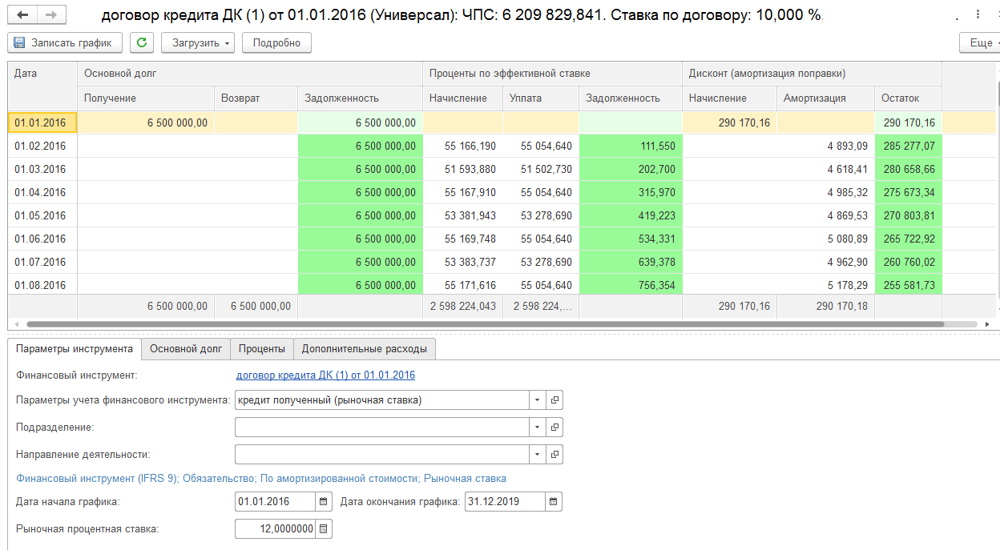 договор кредита ДК (1) от 01.01.2016 (Универсал): ЧПС: 6 209 829,841. Ставка по договору: 10,000 %.
Записать график Загрузить Подробно Еще
Дата Основной долг Проценты по эффективной ставке Дисконт (амортизация поправки)
Получение Возврат Задолженность Начисление Уплата Задолженность Начисление Амортизация Остаток
01.01.2016 6 500 000,00 6 500 000,00 290 170,16 290 170,16
01.02.2016 6 500 000,00 55 166,190 55 054,640 111,550 4 893,09 285 277,07
01.03.2016 6 500 000,00 51 593,880 51 502,730 202,700 4 618,41 280 658,66
01.04.2016 6 500 000,00 55 167,910 55 054,640 315,970 4 985,32 275 673,34
01.05.2016 6 500 000,00 53 381,943 53 278,690 419,223 4 869,53 270 803,81
01.06.2016 6 500 000,00 55 169,748 55 054,640 534,331 5 080,89 265 722,92
01.07.2016 6 500 000,00 53 383,737 53 278,690 639,378 4 962,90 260 760,02
01.08.2016 6 500 000,00 55 171,616 55 054,640 756,354 5 178,29 255 581,73
6 500 000,00 6 500 000,00 2 598 224,043 2 598 224,... 290 170,16 290 170,18
Параметры инструмента Основной долг Проценты Дополнительные расходы
Финансовый инструмент: договор кредита ДК (1) от 01.01.2016
Параметры учета финансового инструмента: кредит полученный (рыночная ставка)
Подразделение:
Направление деятельности:
Финансовый инструмент (IFRS 9); Обязательство; По амортизированной стоимости; Рыночная ставка
Дата начала графика: 01.01.2016 Дата окончания графика: 31.12.2019
Рыночная процентная ставка: 12,0000000